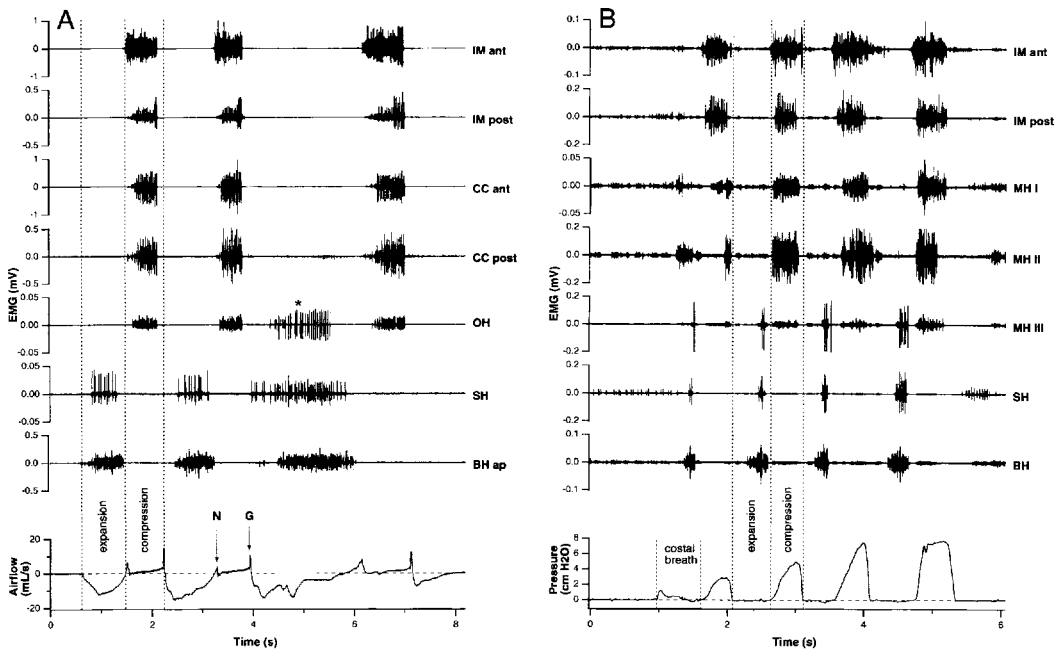 A
EMG (mV)
1
0
-1
IM ant
0.5
0.0
-0.5
IM post
1
0
-1
CC ant
0.5
0.0
-0.5
CC post
0.05
0.00
-0.05
*
OH
0.05
0.00
-0.05
SH
0.5
0.0
-0.5
BH ap
expansion
compression
N
G
Airflow
(mL/s)
20
0
-20
0
2
4
6
8
Time (s)
B
EMG (mV)
0.1
0.0
-0.1
IM ant
0.2
0.0
-0.2
IM post
0.05
0.00
-0.05
MH I
0.2
0.0
-0.2
MH II
0.2
0.0
-0.2
MH III
0.2
0.0
-0.2
SH
0.1
0.0
-0.1
BH
costal
breath
expansion
compression
Pressure
(cm H2O)
8
6
4
2
0
0
2
4
6
Time (s)